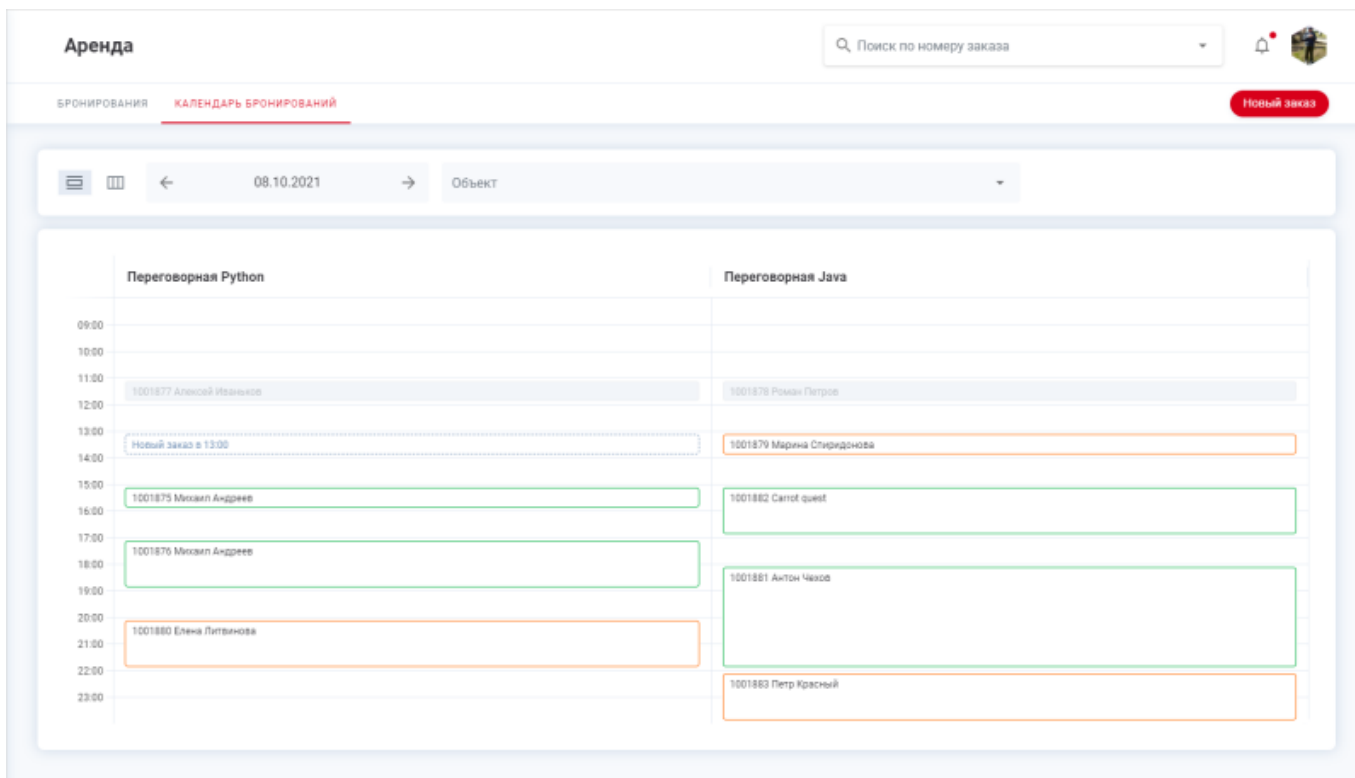 Аренда
Поиск по номеру заказа
БРОНИРОВАНИЯ КАЛЕНДАРЬ БРОНИРОВАНИЙ
Новый заказ
08.10.2021
Объект
Переговорная Python
Переговорная Java
09:00
10:00
11:00
1001877 Алексей Иваньков
1001878 Роман Петров
12:00
13:00
Новый заказ в 13:00
1001879 Марина Спиридонова
14:00
15:00
1001875 Михаил Андреев
1001882 Carrot quest
16:00
17:00
1001876 Михаил Андреев
18:00
1001881 Антон Чехов
19:00
20:00
1001880 Елена Литвинова
21:00
22:00
1001883 Петр Красный
23:00